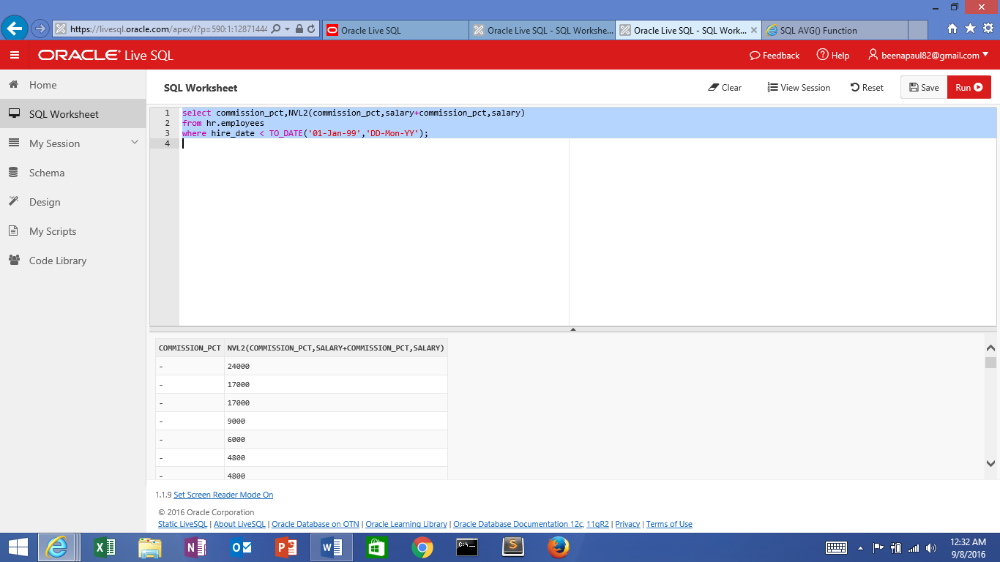 https://livesql.oracle.com/apex/f?p=590:1:12871444
Oracle Live SQL
Oracle Live SQL - SQL Workshe...
Oracle Live SQL - SQL Work...
SQL AVG() Function
ORACLE Live SQL
Feedback
Help
beenapaul82@gmail.com
Home
SQL Worksheet
My Session
Schema
Design
My Scripts
Code Library
SQL Worksheet
Clear
View Session
Reset
Save
Run
1 select commission_pct,NVL2(commission_pct,salary+commission_pct,salary)
2 from hr.employees
3 where hire_date < TO_DATE('01-Jan-99','DD-Mon-YY');
4
COMMISSION_PCT NVL2(COMMISSION_PCT,SALARY+COMMISSION_PCT,SALARY)
- 24000
- 17000
- 17000
- 9000
- 6000
- 4800
- 4800
1.1.9 Set Screen Reader Mode On
© 2016 Oracle Corporation
Static LiveSQL | About LiveSQL | Oracle Database on OTN | Oracle Learning Library | Oracle Database Documentation 12c, 11gR2 | Privacy | Terms of Use
12:32 AM
9/8/2016